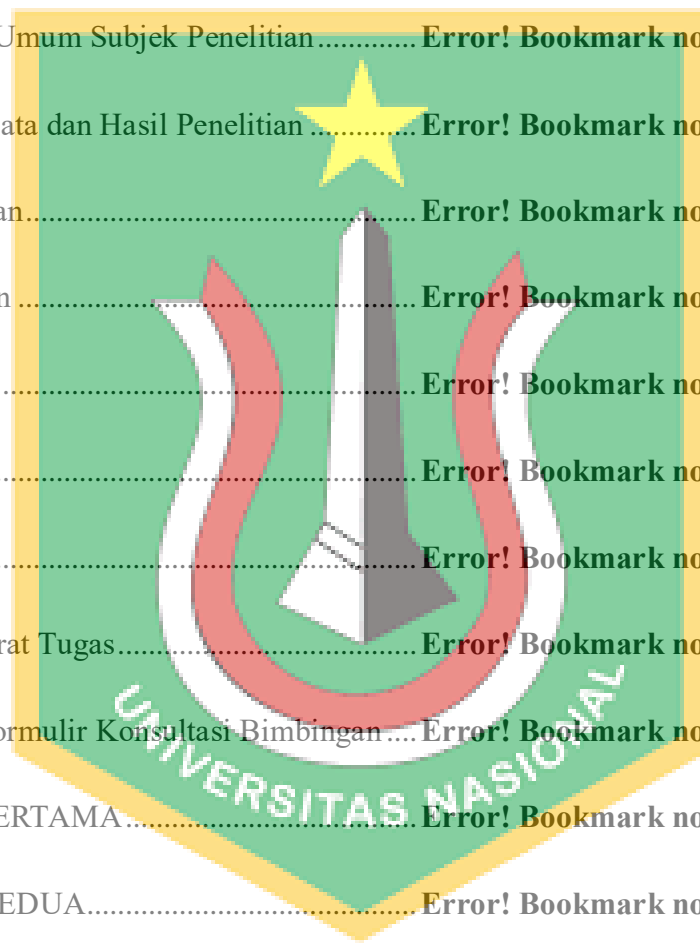 Umum Subjek Penelitian............. Error! Bookmark no
ata dan Hasil Penelitian ............. Error! Bookmark no
an.................................................. Error! Bookmark no
n ................................................... Error! Bookmark no
..................................................... Error! Bookmark no
..................................................... Error! Bookmark no
..................................................... Error! Bookmark no
rat Tugas....................................... Error! Bookmark no
ormulir Konsultasi Bimbingan .... Error! Bookmark no
UNIVERSITAS NASIONAL
ERTAMA...................................... Error! Bookmark no
EDUA........................................... Error! Bookmark no